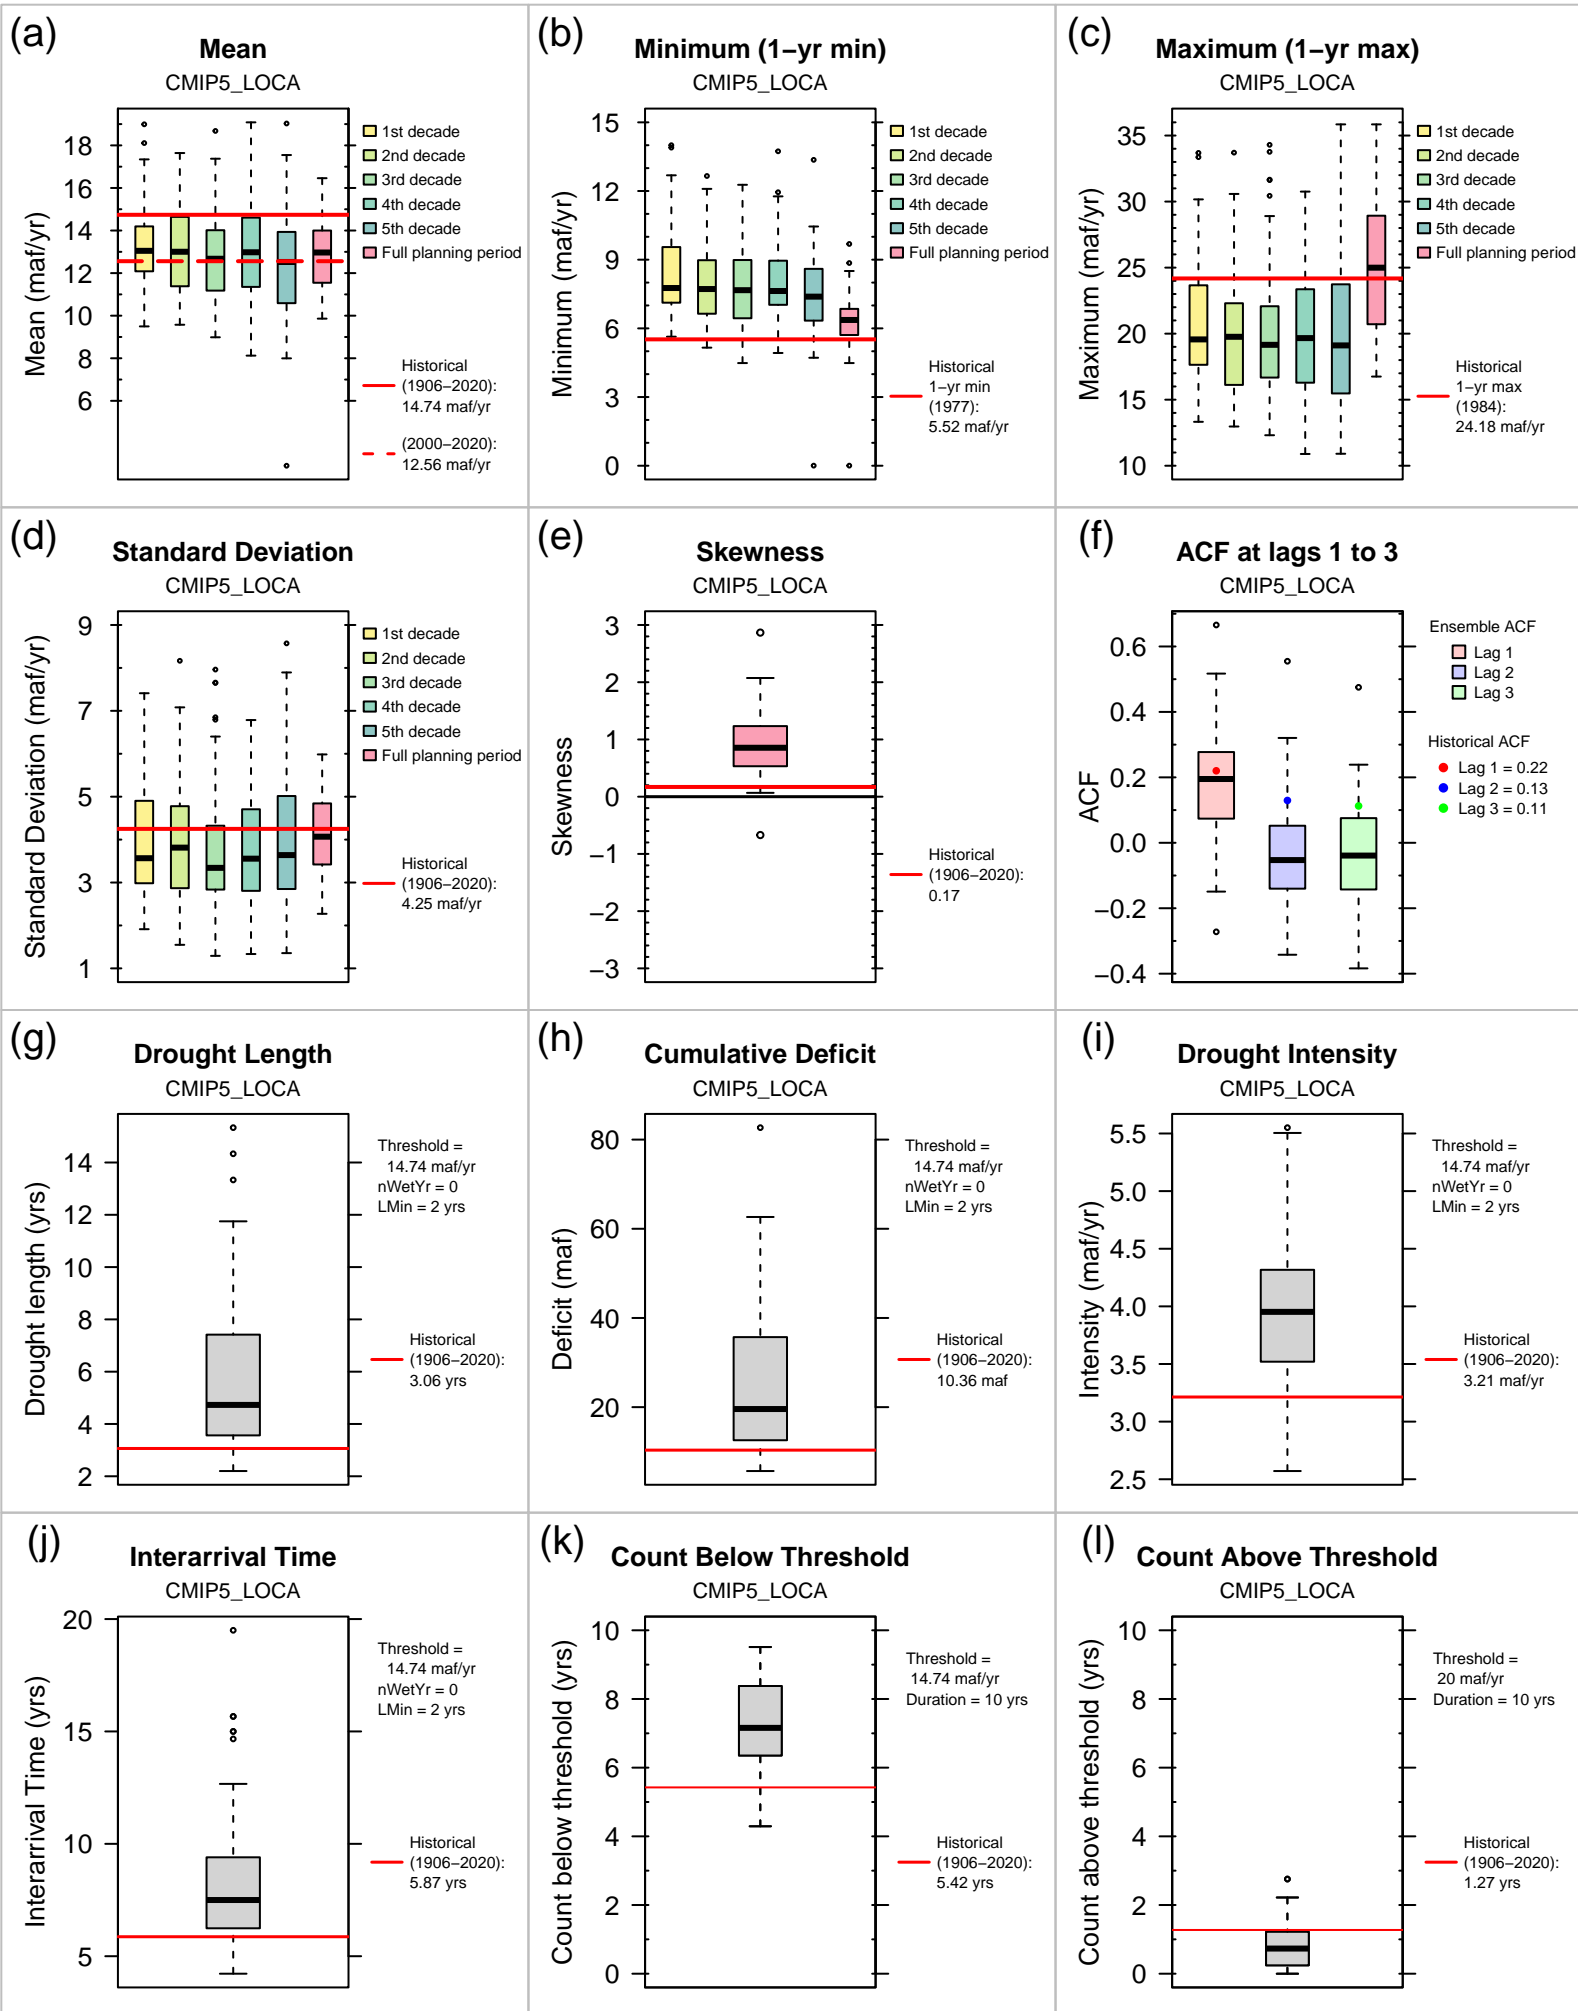 (a)
Mean
CMIP5_LOCA
Mean (maf/yr)
18
16
14
12
10
8
6
1st decade
2nd decade
3rd decade
4th decade
5th decade
Full planning period
Historical
(1906−2020):
14.74 maf/yr
(2000−2020):
12.56 maf/yr
(b)
Minimum (1−yr min)
CMIP5_LOCA
Minimum (maf/yr)
15
12
9
6
3
0
1st decade
2nd decade
3rd decade
4th decade
5th decade
Full planning period
Historical
1−yr min
(1977):
5.52 maf/yr
(c)
Maximum (1−yr max)
CMIP5_LOCA
Maximum (maf/yr)
35
30
25
20
15
10
1st decade
2nd decade
3rd decade
4th decade
5th decade
Full planning period
Historical
1−yr max
(1984):
24.18 maf/yr
(d)
Standard Deviation
CMIP5_LOCA
Standard Deviation (maf/yr)
9
7
5
3
1
1st decade
2nd decade
3rd decade
4th decade
5th decade
Full planning period
Historical
(1906−2020):
4.25 maf/yr
(e)
Skewness
CMIP5_LOCA
Skewness
3
2
1
0
−1
−2
−3
Historical
(1906−2020):
0.17
(f)
ACF at lags 1 to 3
CMIP5_LOCA
ACF
0.6
0.4
0.2
0.0
−0.2
−0.4
Ensemble ACF
Lag 1
Lag 2
Lag 3
Historical ACF
Lag 1 = 0.22
Lag 2 = 0.13
Lag 3 = 0.11
(g)
Drought Length
CMIP5_LOCA
Drought length (yrs)
14
12
10
8
6
4
2
Threshold =
14.74 maf/yr
nWetYr = 0
LMin = 2 yrs
Historical
(1906−2020):
3.06 yrs
(h)
Cumulative Deficit
CMIP5_LOCA
Deficit (maf)
80
60
40
20
Threshold =
14.74 maf/yr
nWetYr = 0
LMin = 2 yrs
Historical
(1906−2020):
10.36 maf
(i)
Drought Intensity
CMIP5_LOCA
Intensity (maf/yr)
5.5
5.0
4.5
4.0
3.5
3.0
2.5
Threshold =
14.74 maf/yr
nWetYr = 0
LMin = 2 yrs
Historical
(1906−2020):
3.21 maf/yr
(j)
Interarrival Time
CMIP5_LOCA
Interarrival Time (yrs)
20
15
10
5
Threshold =
14.74 maf/yr
nWetYr = 0
LMin = 2 yrs
Historical
(1906−2020):
5.87 yrs
(k)
Count Below Threshold
CMIP5_LOCA
Count below threshold (yrs)
10
8
6
4
2
0
Threshold =
14.74 maf/yr
Duration = 10 yrs
Historical
(1906−2020):
5.42 yrs
(l)
Count Above Threshold
CMIP5_LOCA
Count above threshold (yrs)
10
8
6
4
2
0
Threshold =
20 maf/yr
Duration = 10 yrs
Historical
(1906−2020):
1.27 yrs